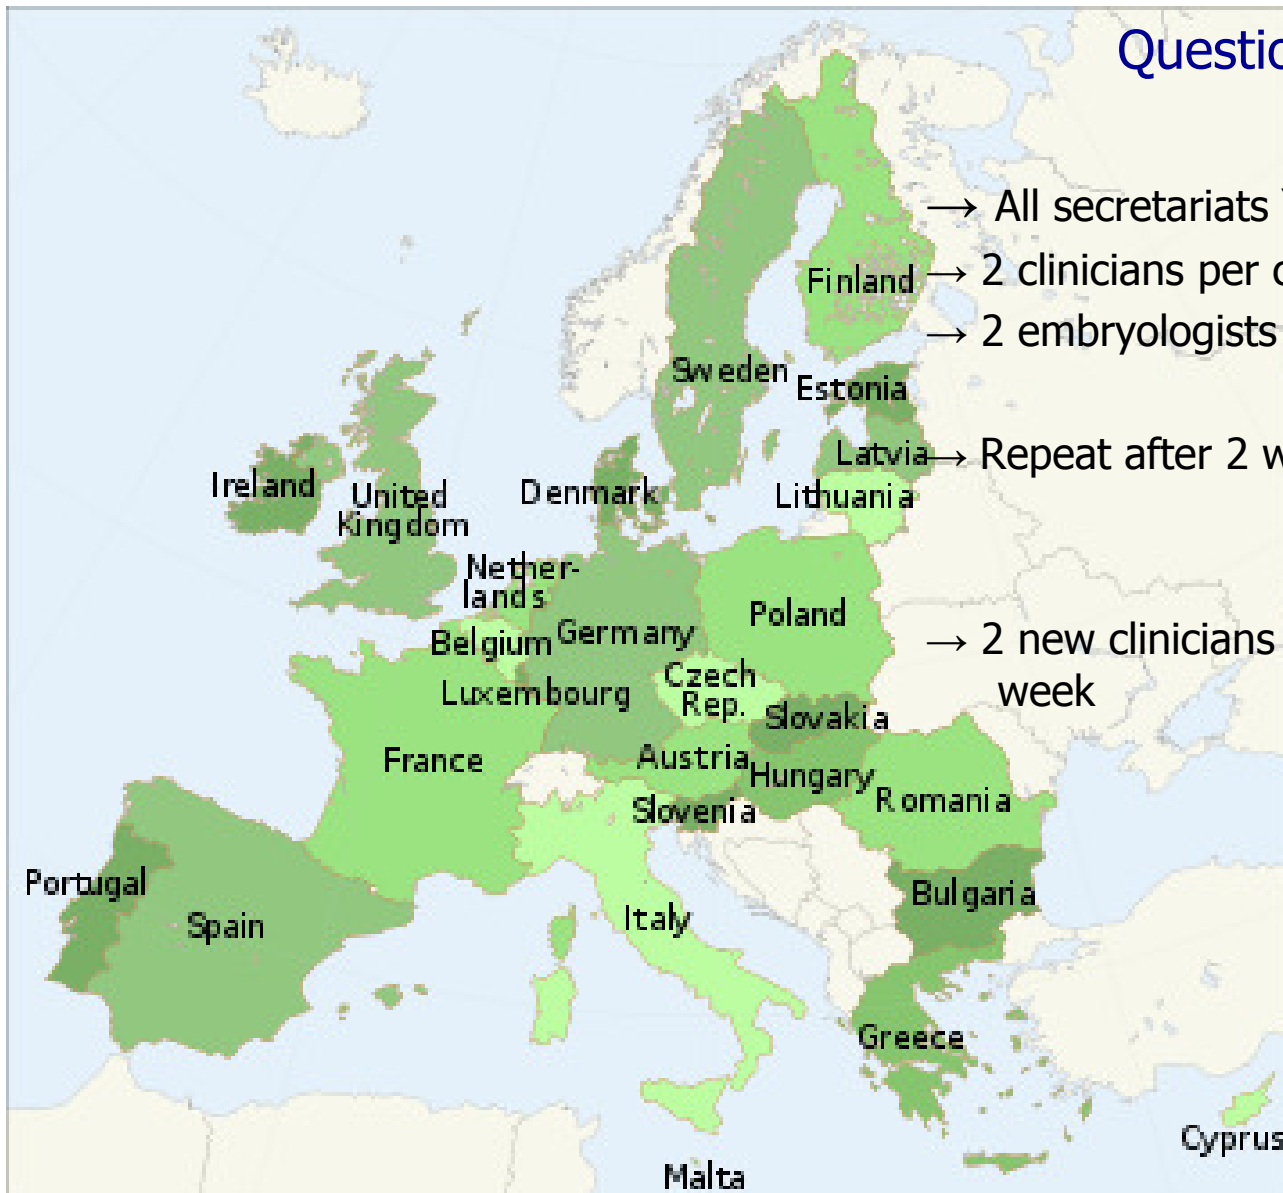 Questio
→ All secretariats
→ 2 clinicians per
→ 2 embryologists
→ Repeat after 2 w
→ 2 new clinicians
week
Finland
Sweden
Estonia
Latvia
Lithuania
Ireland
United
Kingdom
Denmark
Nether-
lands
Belgium
Germany
Poland
Luxembourg
Czech
Rep.
Slovakia
France
Austria
Hungary
Slovenia
Romania
Portugal
Spain
Italy
Bulgaria
Greece
Cyprus
Malta